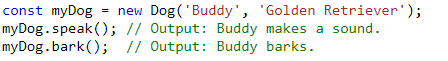 const myDog = new Dog('Buddy', 'Golden Retriever');
myDog.speak(); // Output: Buddy makes a sound.
myDog.bark();  // Output: Buddy barks.